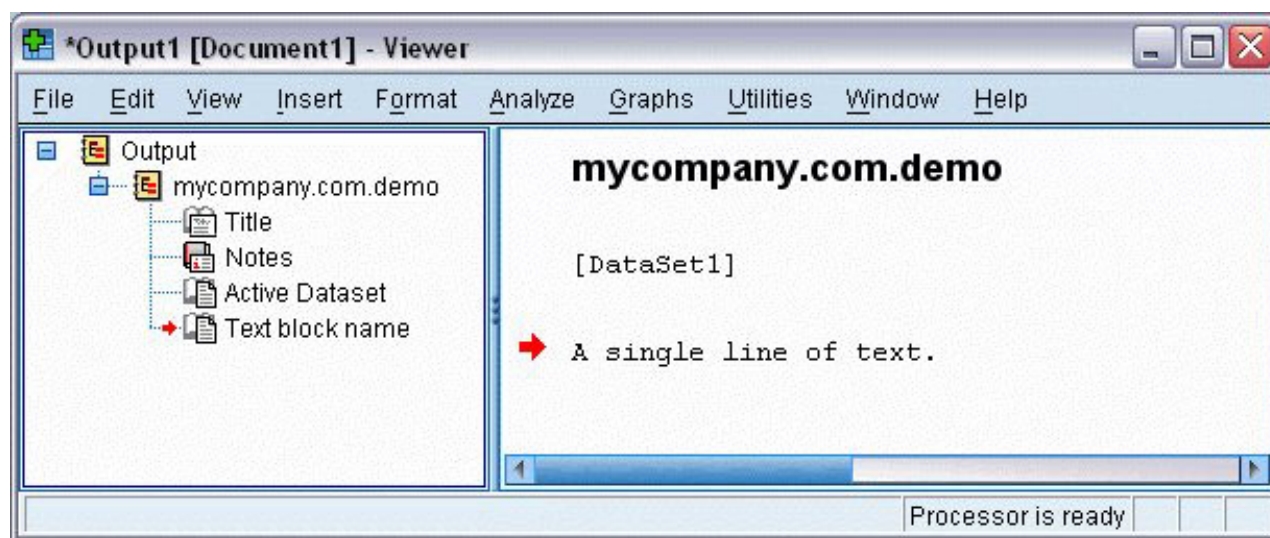 *Output1 [Document1] - Viewer
File Edit View Insert Format Analyze Graphs Utilities Window Help
Output
mycompany.com.demo
Title
Notes
Active Dataset
Text block name
mycompany.com.demo
[DataSet1]
A single line of text.
Processor is ready